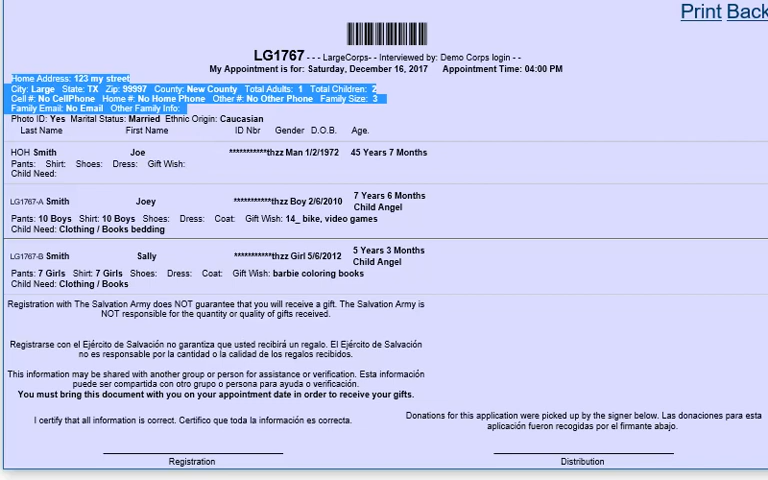 Print Back
LG1767 - - - LargeCorps- - Interviewed by: Demo Corps login - -
My Appointment is for: Saturday, December 16, 2017 Appointment Time: 04:00 PM
Home Address: 123 my street
City: Large State: TX Zip: 99997 County: New County Total Adults: 1 Total Children: 2
Cell #: No CellPhone Home #: No Home Phone Other #: No Other Phone Family Size: 3
Family Email: No Email Other Family Info:
Photo ID: Yes Marital Status: Married Ethnic Origin: Caucasian
Last Name First Name ID Nbr Gender D.O.B. Age.
HOH Smith Joe ***********thzz Man 1/2/1972 45 Years 7 Months
Pants: Shirt: Shoes: Dress: Gift Wish:
Child Need:
LG1767-A Smith Joey ***********thzz Boy 2/6/2010 7 Years 6 Months
Child Angel
Pants: 10 Boys Shirt: 10 Boys Shoes: Dress: Coat: Gift Wish: 14_ bike, video games
Child Need: Clothing / Books bedding
LG1767-B Smith Sally ***********thzz Girl 5/6/2012 5 Years 3 Months
Child Angel
Pants: 7 Girls Shirt: 7 Girls Shoes: Dress: Coat: Gift Wish: barbie coloring books
Child Need: Clothing / Books
Registration with The Salvation Army does NOT guarantee that you will receive a gift. The Salvation Army is
NOT responsible for the quantity or quality of gifts received.
Registrarse con el Ejército de Salvación no garantiza que usted recibirá un regalo. El Ejército de Salvación
no es responsable por la cantidad o la calidad de los regalos recibidos.
This information may be shared with another group or person for assistance or verification. Esta información
puede ser compartida con otro grupo o persona para ayuda o verificación.
You must bring this document with you on your appointment date in order to receive your gifts.
I certify that all information is correct. Certifico que toda la información es correcta.
Donations for this application were picked up by the signer below. Las donaciones para esta
aplicación fueron recogidas por el firmante abajo.
Registration Distribution